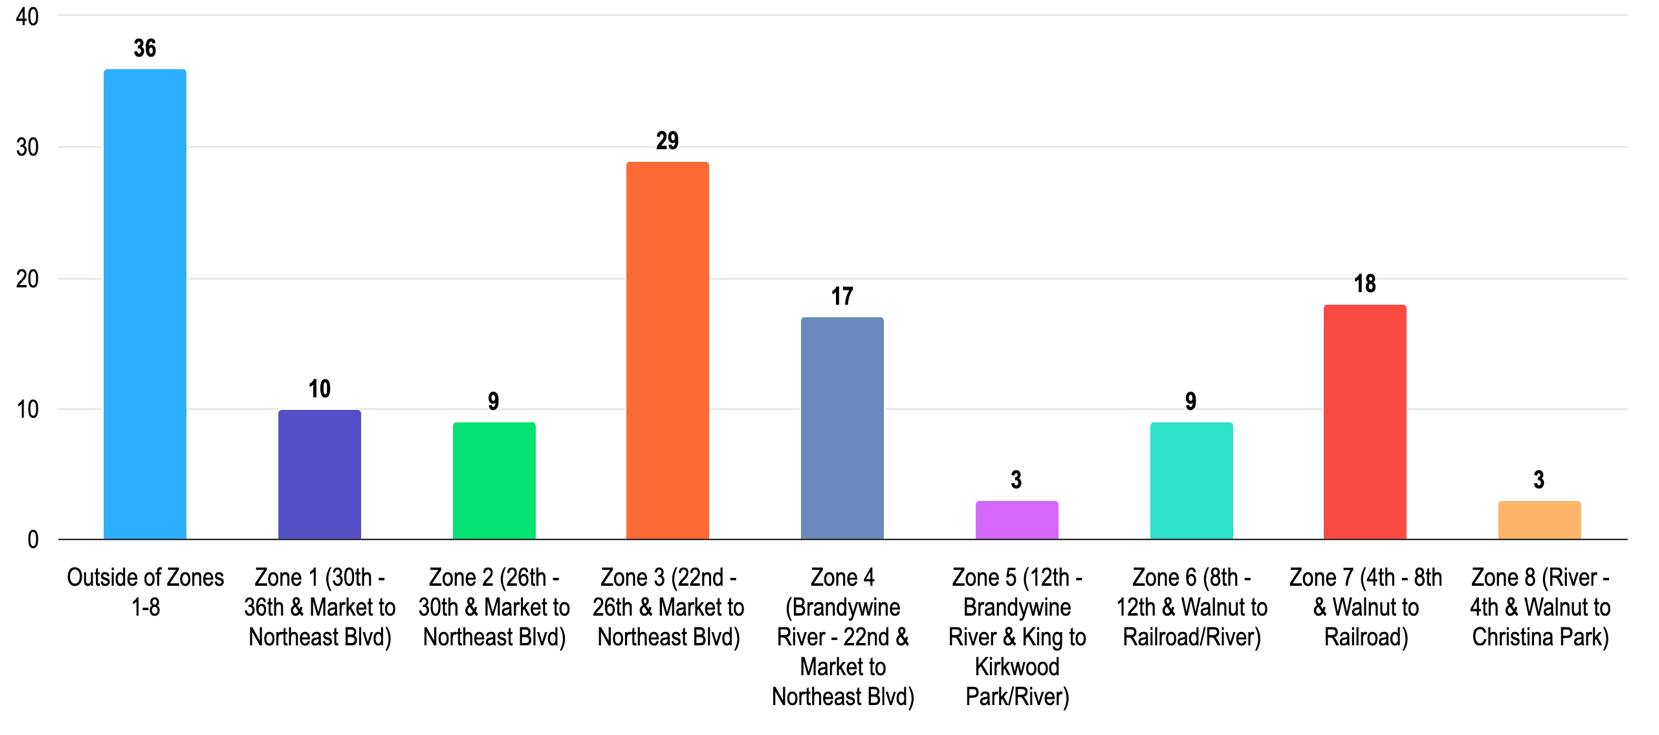 40
30
20
10
0
36
10
9
29
17
3
9
18
3
Outside of Zones
1-8
Zone 1 (30th -
36th & Market to
Northeast Blvd)
Zone 2 (26th -
30th & Market to
Northeast Blvd)
Zone 3 (22nd -
26th & Market to
Northeast Blvd)
Zone 4
(Brandywine
River - 22nd &
Market to
Northeast Blvd)
Zone 5 (12th -
Brandywine
River & King to
Kirkwood
Park/River)
Zone 6 (8th -
12th & Walnut to
Railroad/River)
Zone 7 (4th - 8th
& Walnut to
Railroad)
Zone 8 (River -
4th & Walnut to
Christina Park)